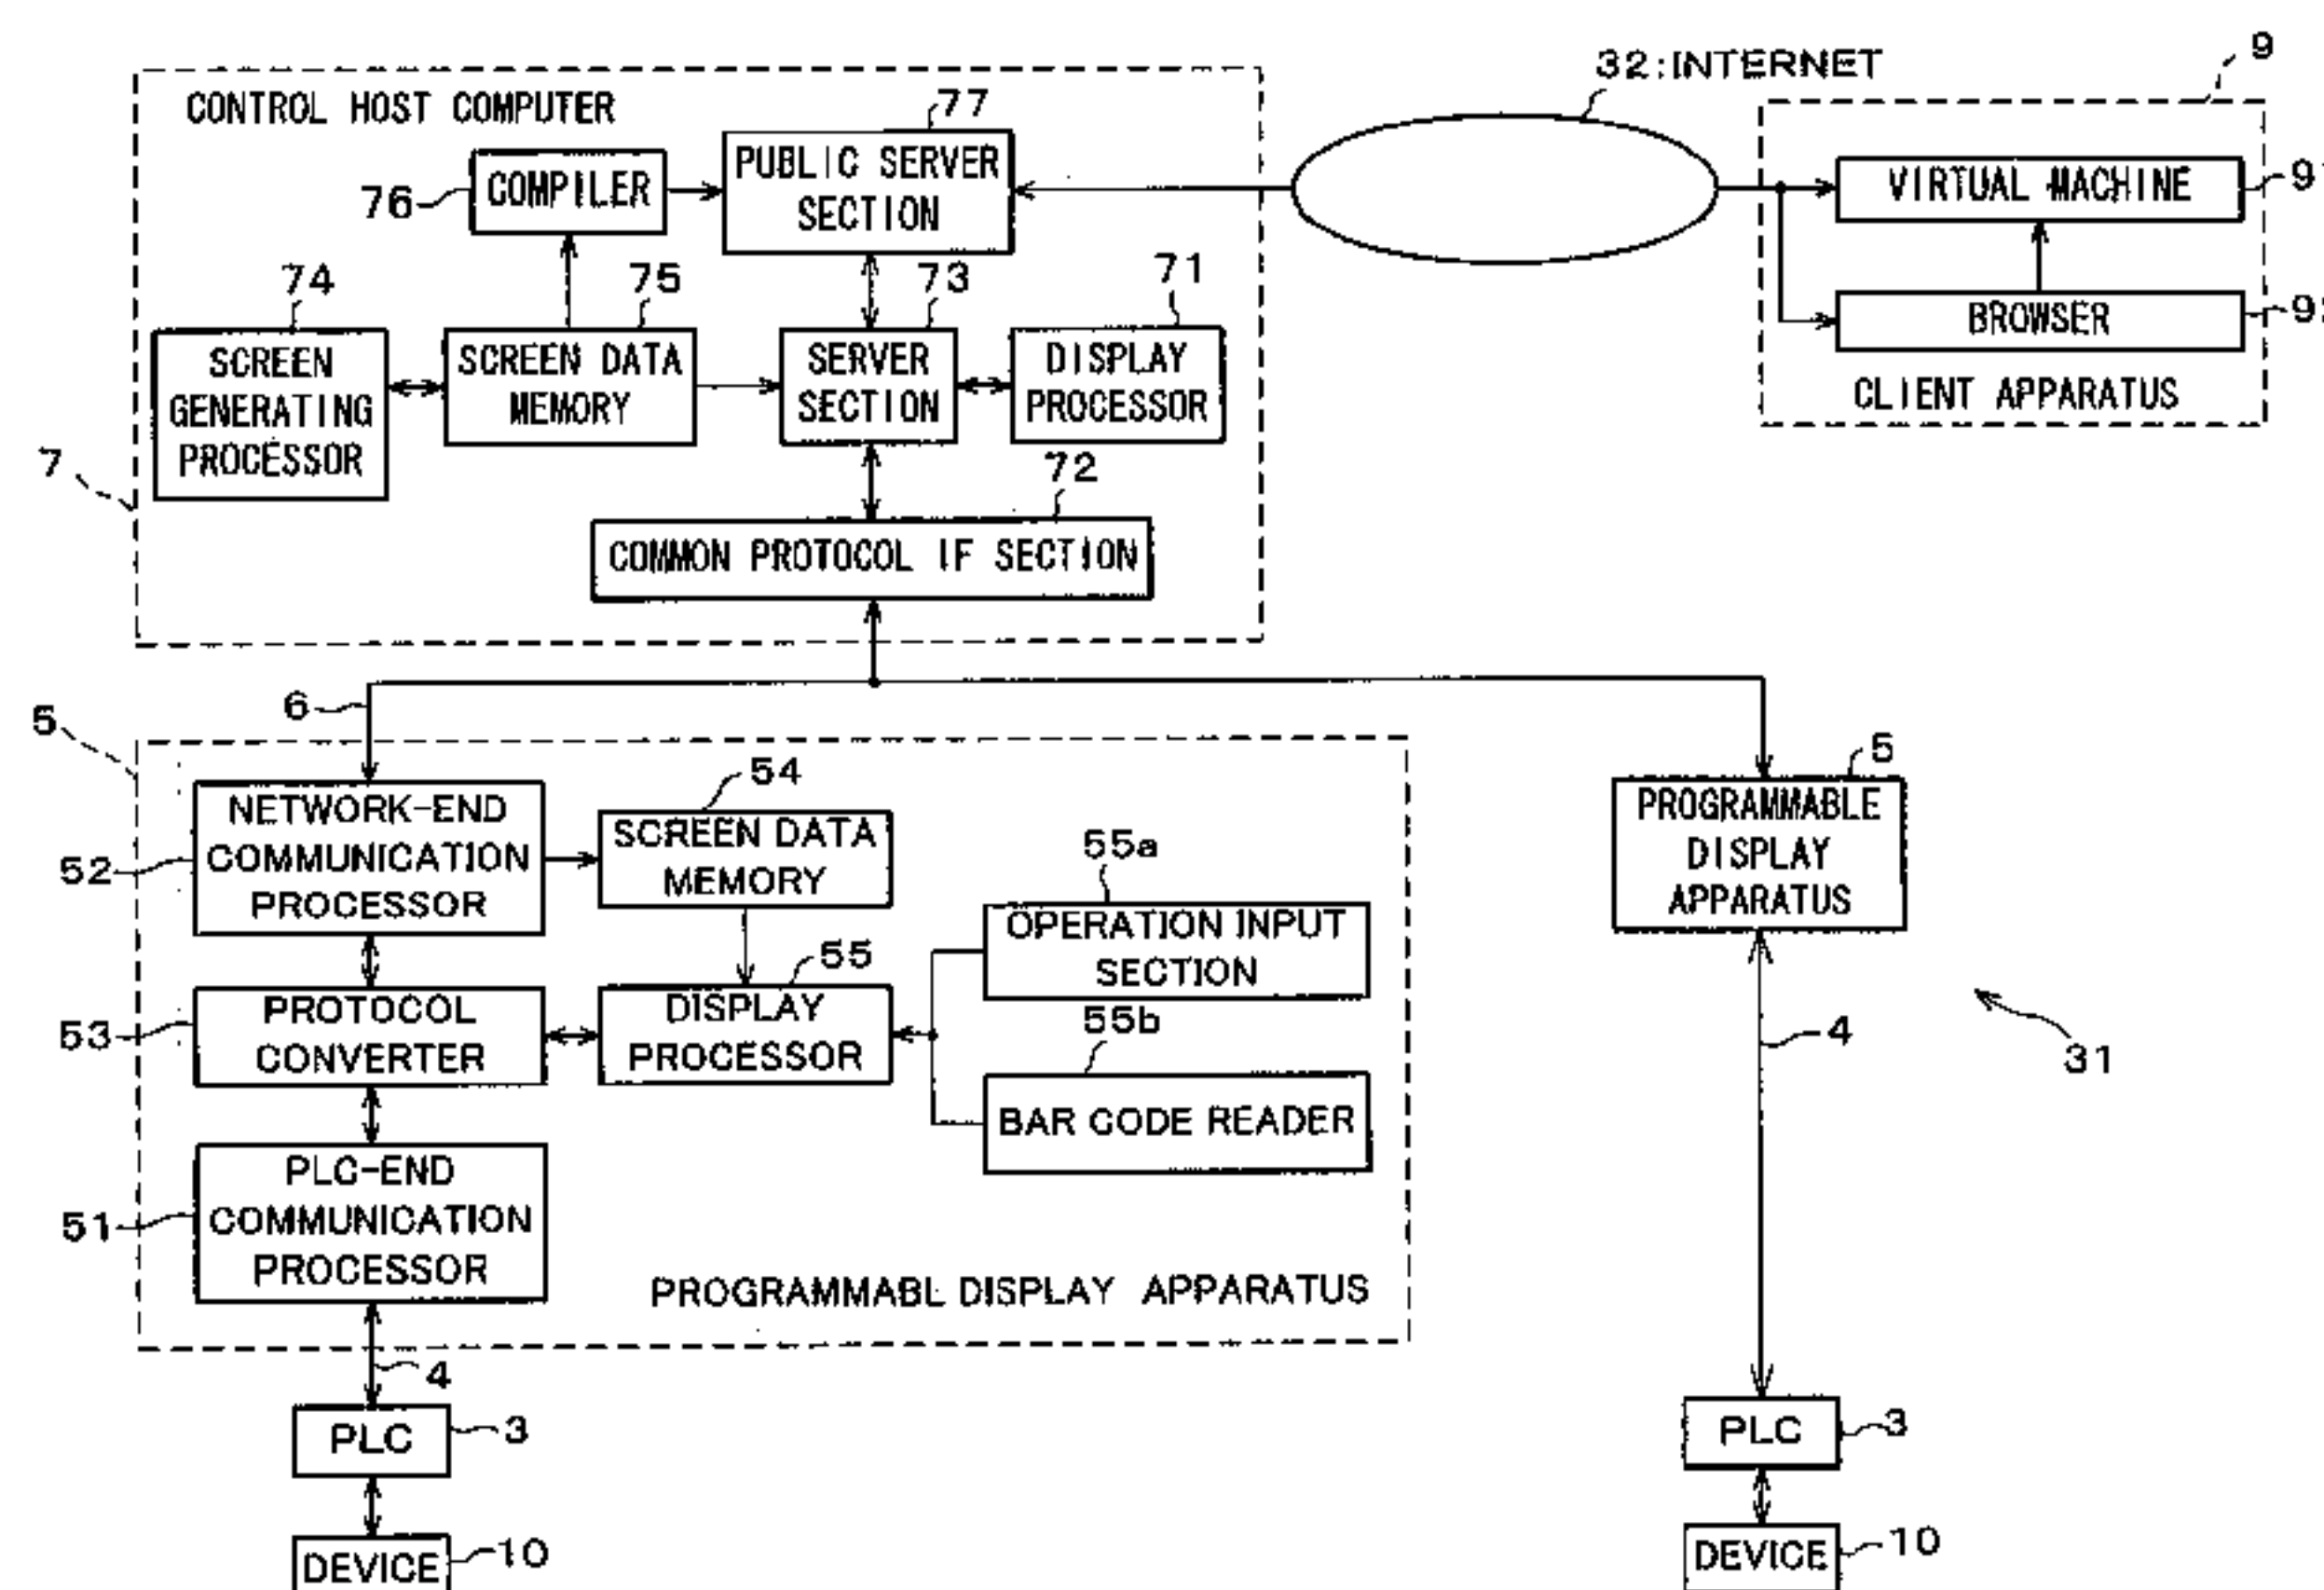 32:INTERNET
9
CONTROL HOST COMPUTER
77
76
COMPILER
PUBLIC SERVER
SECTION
VIRTUAL MACHINE
BROWSER
CLIENT APPARATUS
74
75
73
71
SCREEN
GENERATING
PROCESSOR
SCREEN DATA
MEMORY
SERVER
SECTION
DISPLAY
PROCESSOR
7
72
COMMON PROTOCOL IF SECTION
6
5
NETWORK-END
COMMUNICATION
PROCESSOR
52
54
SCREEN DATA
MEMORY
55a
OPERATION INPUT
SECTION
53
PROTOCOL
CONVERTER
55
DISPLAY
PROCESSOR
55b
BAR CODE READER
51
PLC-END
COMMUNICATION
PROCESSOR
PROGRAMMABL DISPLAY APPARATUS
4
PLC
3
DEVICE
10
5
PROGRAMMABLE
DISPLAY
APPARATUS
4
31
PLC
3
DEVICE
10